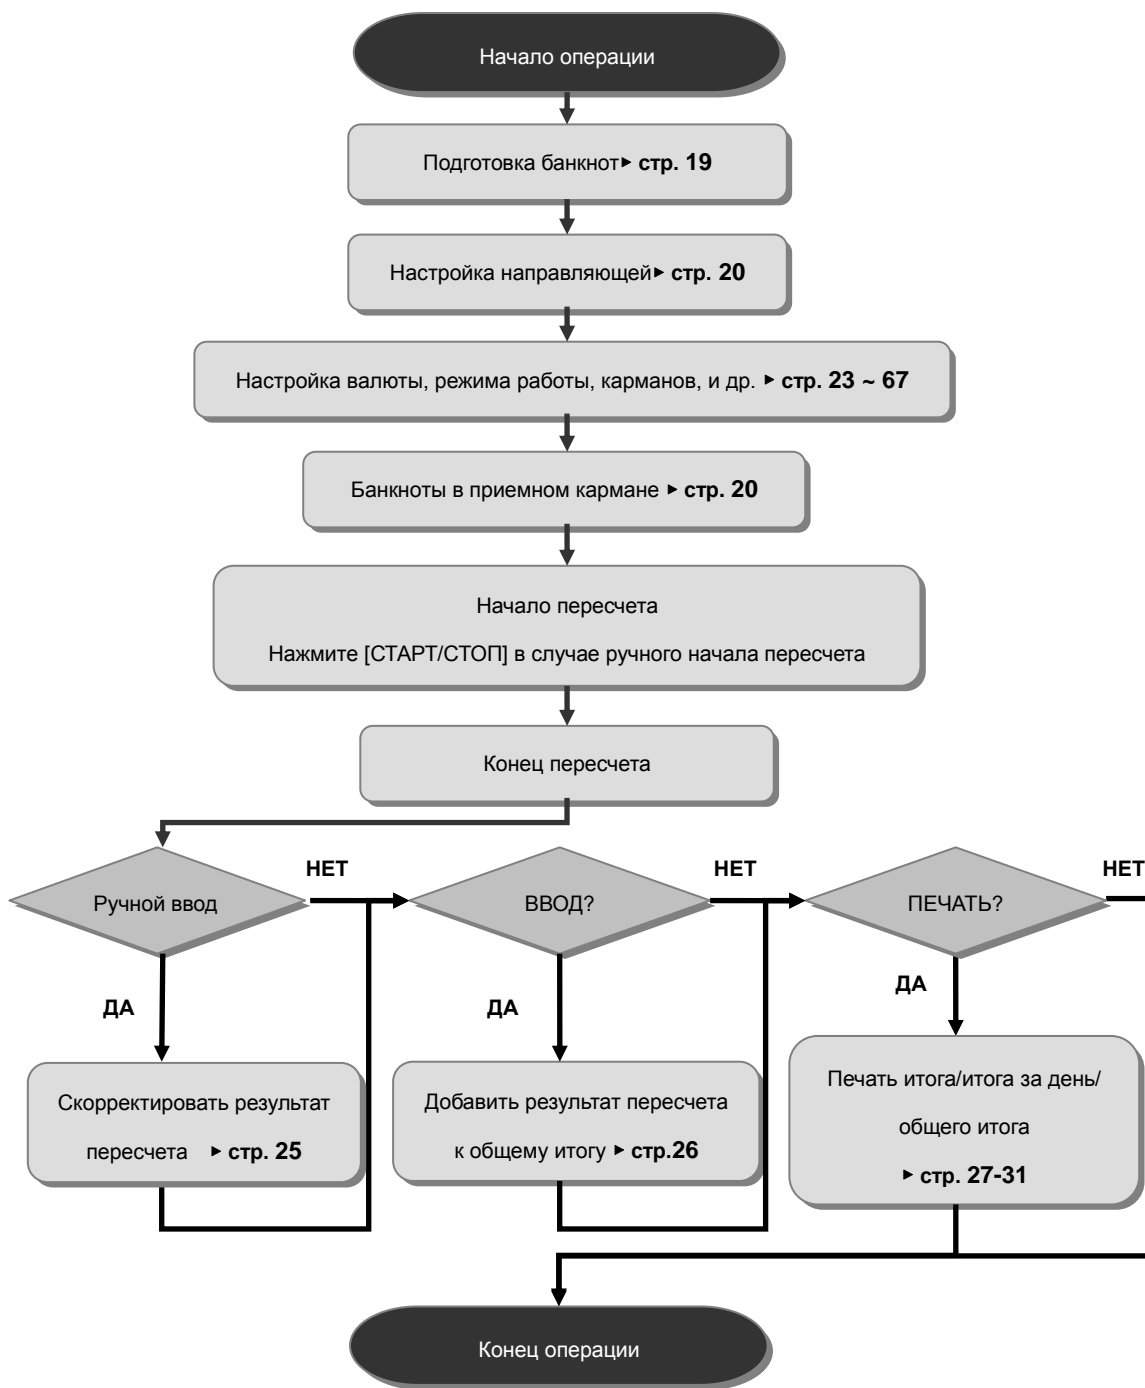 Начало операции
Подготовка банкнот▶ стр. 19
Настройка направляющей▶ стр. 20
Настройка валюты, режима работы, карманов, и др. ▶ стр. 23 ~ 67
Банкноты в приемном кармане ▶ стр. 20
Начало пересчета
Нажмите [СТАРТ/СТОП] в случае ручного начала пересчета
Конец пересчета
Ручной ввод
НЕТ
ВВОД?
НЕТ
ПЕЧАТЬ?
НЕТ
ДА
ДА
ДА
Скорректировать результат
пересчета ▶ стр. 25
Добавить результат пересчета
к общему итогу ▶ стр.26
Печать итога/итога за день/
общего итога
▶ стр. 27-31
Конец операции